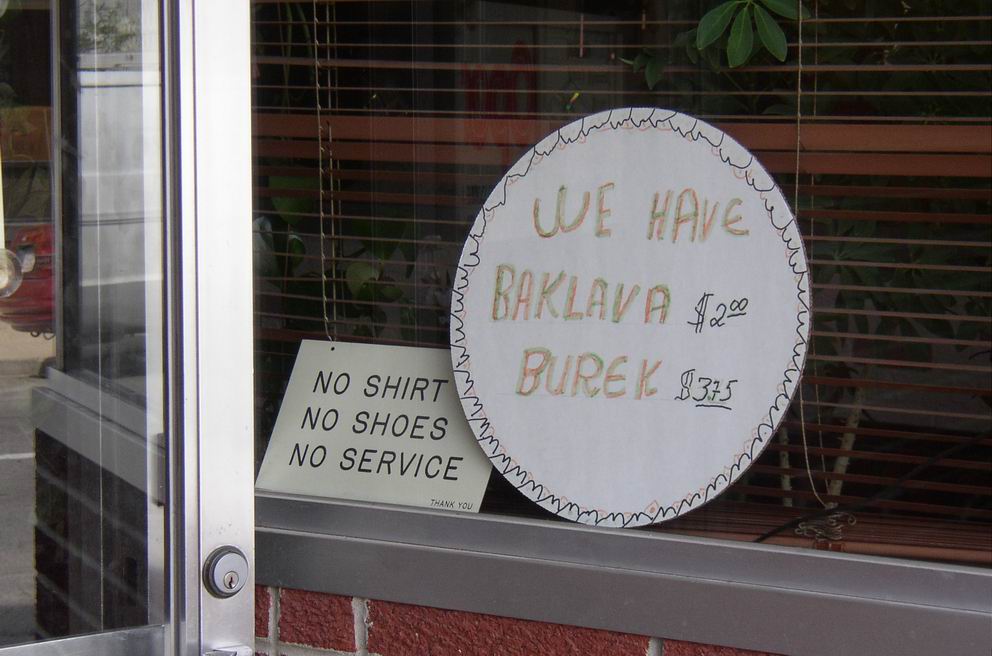 WE HAVE
BAKLAVA $2.00
BUREK $3.75
NO SHIRT
NO SHOES
NO SERVICE
THANK YOU